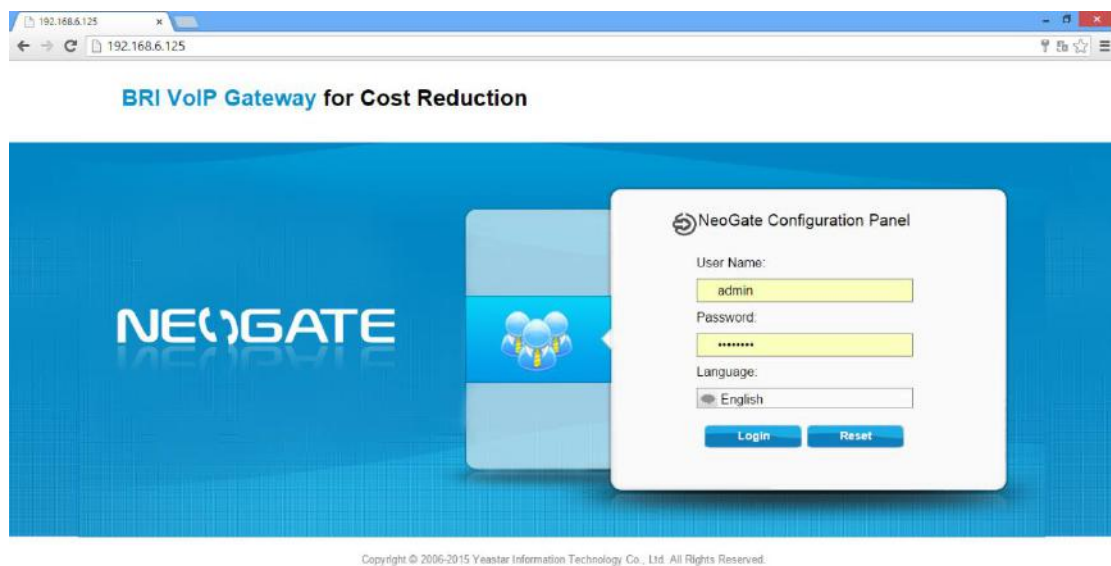 192.168.6.125
192.168.6.125
BRI VoIP Gateway for Cost Reduction
NEOGATE
NeoGate Configuration Panel
User Name:
admin
Password:
••••••••
Language:
English
Login Reset
Copyright © 2006-2015 Yeastar Information Technology Co., Ltd. All Rights Reserved.